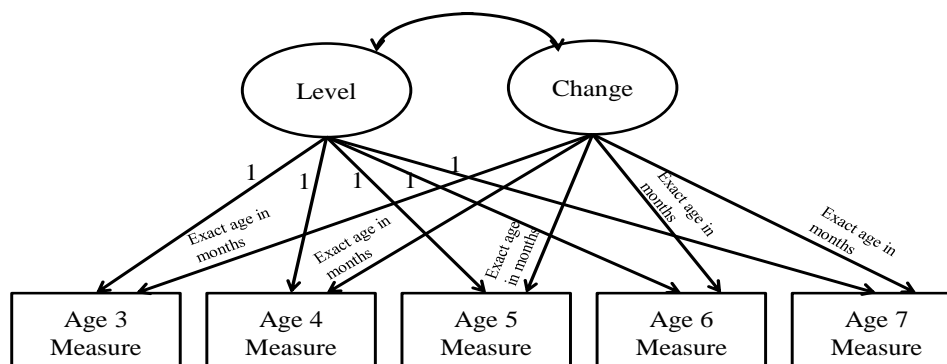 Level
Change
1
1
1
1
1
Exact age in
months
Exact age in
months
Exact age
in months
Exact age in
months
Exact age in
months
Age 3
Measure
Age 4
Measure
Age 5
Measure
Age 6
Measure
Age 7
Measure